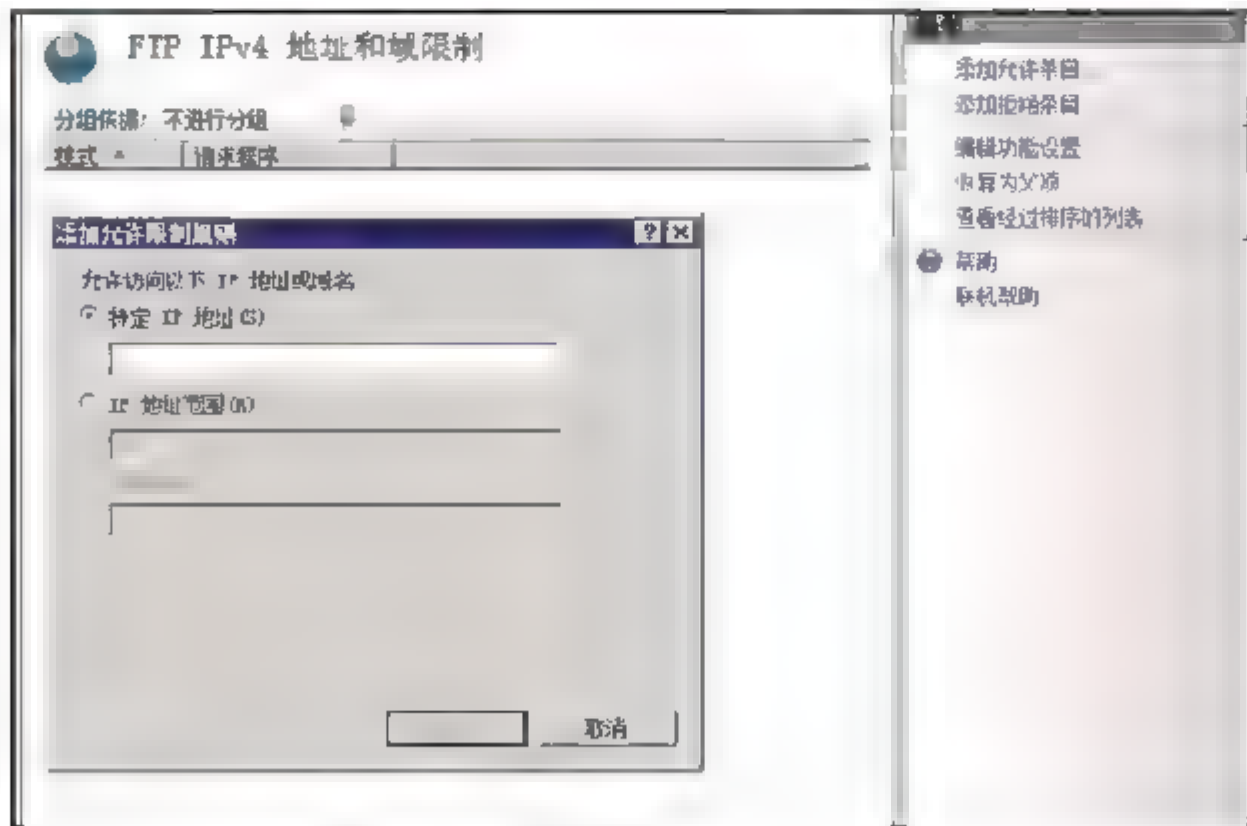 FTP IPv4 地址和域限制
分组依据: 不进行分组
模式 请求程序
添加允许限制规则
允许访问以下 IP 地址或域名
特定 IP 地址(S)
IP 地址范围(R)
取消
添加允许条目
添加拒绝条目
编辑功能设置
恢复为父项
查看经过排序的列表
帮助
联机帮助